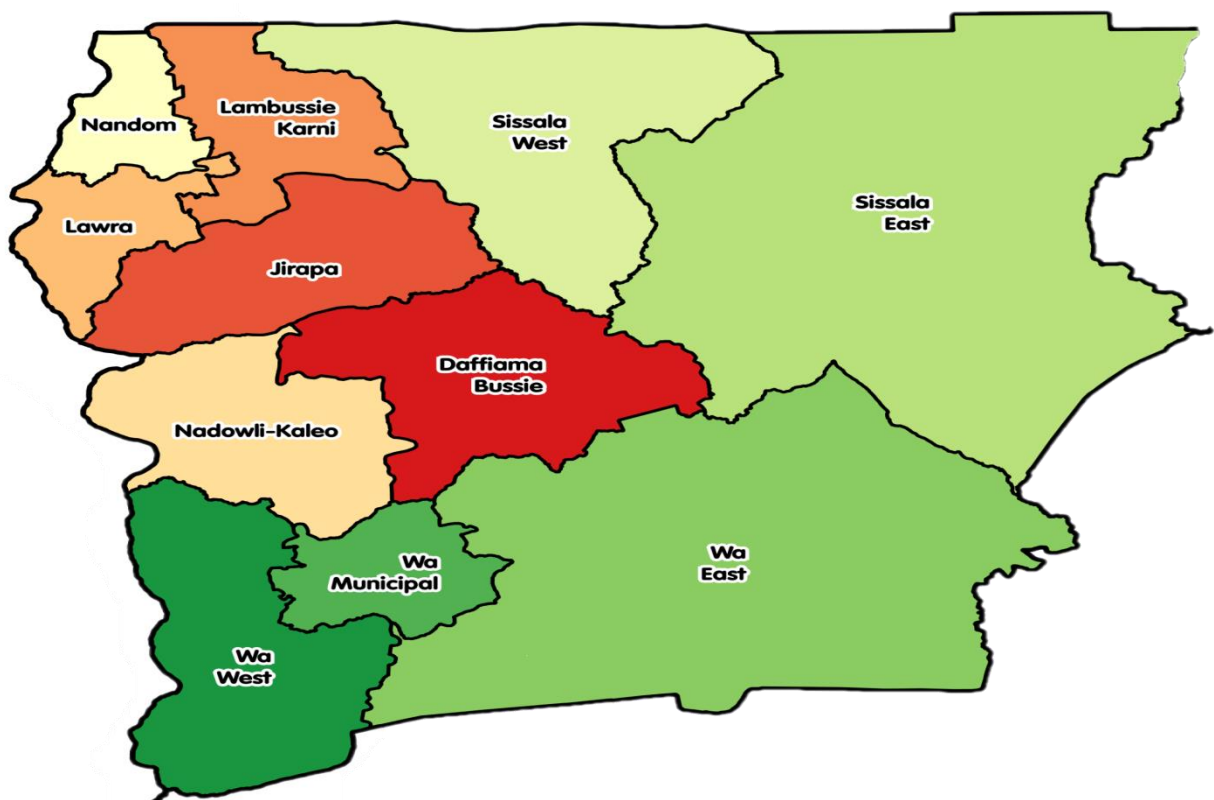 Nandom
Lambussie
Karni
Sissala
West
Sissala
East
Lawra
Jirapa
Daffiama
Bussie
Nadowli-Kaleo
Wa
Municipal
Wa
East
Wa
West